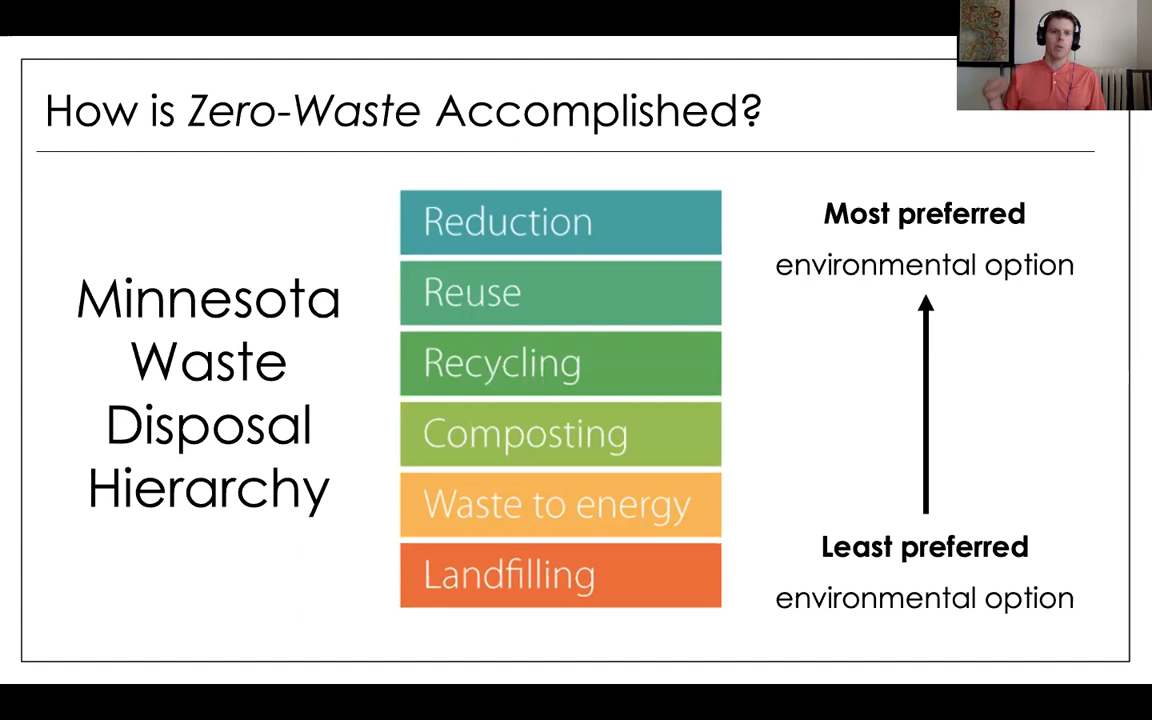 How is Zero-Waste Accomplished?
Minnesota
Waste
Disposal
Hierarchy
Reduction
Reuse
Recycling
Composting
Waste to energy
Landfilling
Most preferred
environmental option
Least preferred
environmental option